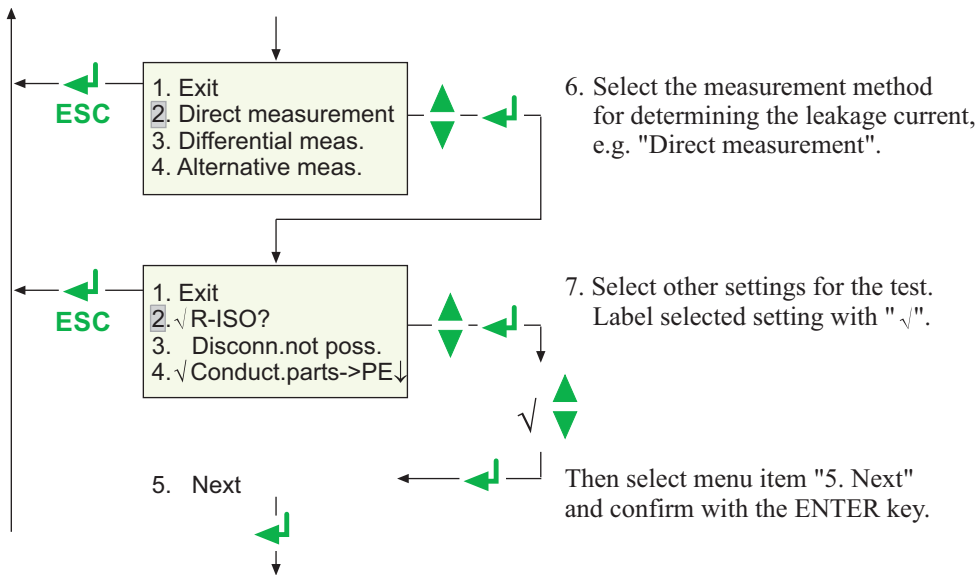 1. Exit
2. Direct measurement
3. Differential meas.
4. Alternative meas.
ESC
6. Select the measurement method
for determining the leakage current,
e.g. "Direct measurement".
1. Exit
2. √ R-ISO?
3. Disconn.not poss.
4. √ Conduct.parts->PE↓
ESC
7. Select other settings for the test.
Label selected setting with " √".
√
5. Next
Then select menu item "5. Next"
and confirm with the ENTER key.